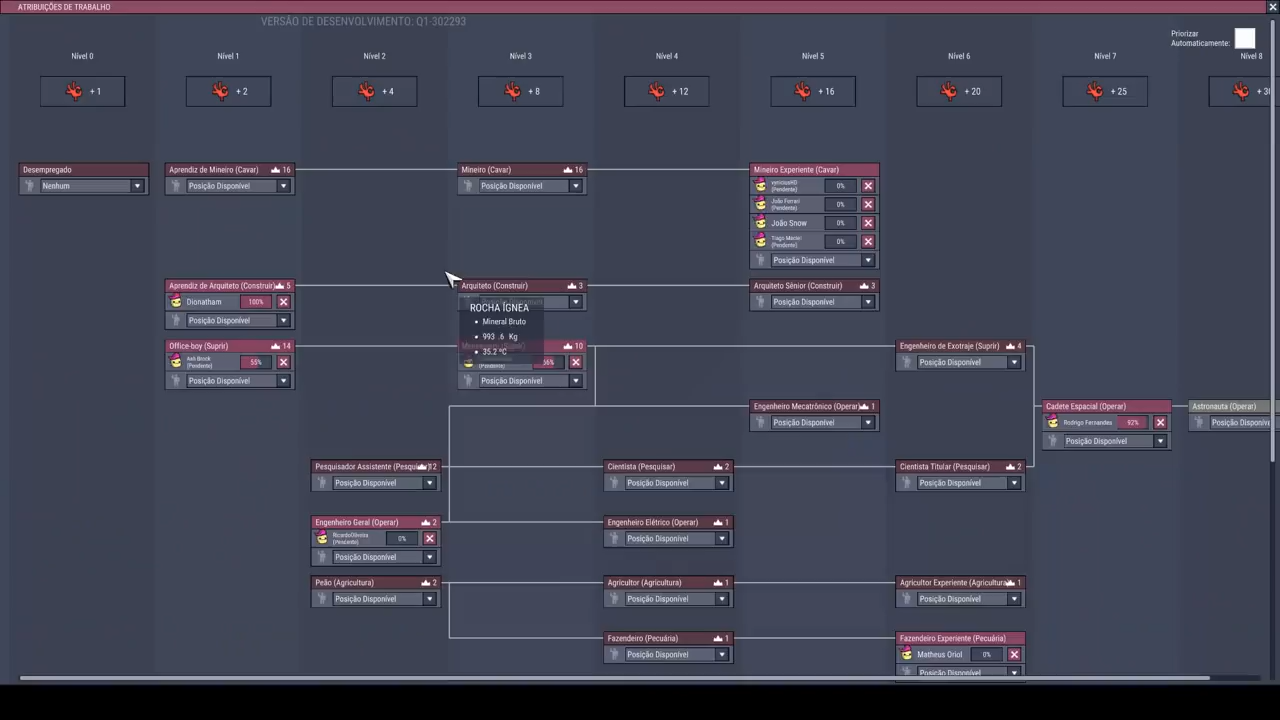 ATRIBUIÇÕES DE TRABALHO
VERSÃO DE DESENVOLVIMENTO: Q1-302293
Priorizar
Automaticamente:
Nível 0
Nível 1
Nível 2
Nível 3
Nível 4
Nível 5
Nível 6
Nível 7
Nível 8
+ 1
+ 2
+ 4
+ 8
+ 12
+ 16
+ 20
+ 25
Desempregado
Nenhum
Aprendiz de Mineiro (Cavar) 16
Posição Disponível
Mineiro (Cavar) 16
Posição Disponível
Mineiro Experiente (Cavar)
vyniciusHD
(Pendente)
0%
João Ferrari
(Pendente)
0%
João Snow
0%
Tiago Maniei
(Pendente)
0%
Posição Disponível
Aprendiz de Arquiteto (Construir) 5
Dionatham
100%
Posição Disponível
Arquiteto (Construir) 3
Arquiteto Sênior (Construir) 3
Posição Disponível
ROCHA ÍGNEA
Mineral Bruto
993 .6 Kg
35.2 ºC
Office-boy (Suprir) 14
(Pendente)
55%
Posição Disponível
10
Posição Disponível
Engenheiro de Exotraje (Suprir) 4
Posição Disponível
Engenheiro Mecatrônico (Operar) 1
Posição Disponível
Cadete Espacial (Operar)
Rodrigo Fernandes
92%
Posição Disponível
Astronauta (Operar)
Pesquisador Assistente 12
Posição Disponível
Cientista (Pesquisar) 2
Posição Disponível
Cientista Titular (Pesquisar) 2
Posição Disponível
Engenheiro Geral (Operar) 2
RicardoOliveira
(Pendente)
0%
Posição Disponível
Engenheiro Elétrico (Operar) 1
Posição Disponível
Peão (Agricultura) 2
Posição Disponível
Agricultor (Agricultura) 1
Posição Disponível
Agricultor Experiente (Agricultura) 1
Posição Disponível
Fazendeiro (Pecuária) 1
Posição Disponível
Fazendeiro Experiente (Pecuária)
Matheus Oriol
0%
Posição Disponível